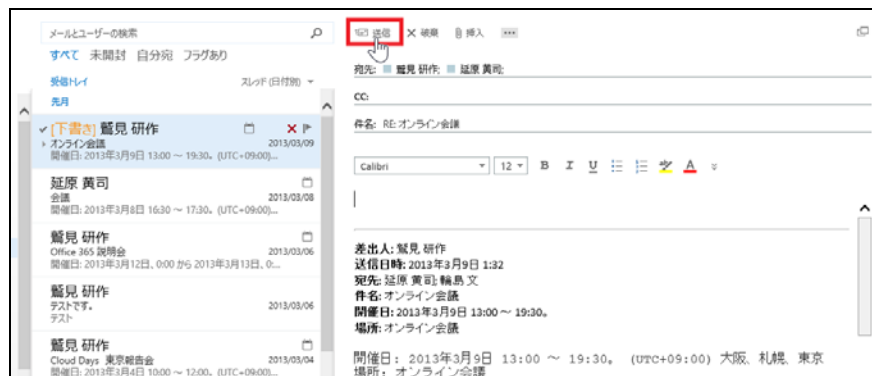 メールとユーザーの検索
すべて 未開封 自分宛 フラグあり
受信トレイ スレッド (日付別)
先月
[下書き] 鷲見 研作
オンライン会議 2013/03/09
開催日: 2013年3月9日 13:00 ～ 19:30。(UTC+09:00)...
延原 黄司
会議 2013/03/08
開催日: 2013年3月8日 16:30 ～ 17:30。(UTC+09:00)...
鷲見 研作
Office 365 説明会 2013/03/06
開催日: 2013年3月12日、0:00 から 2013年3月13日、0:...
鷲見 研作
テストです。 2013/03/06
テスト
鷲見 研作
Cloud Days 東京報告会 2013/03/04
開催日: 2013年3月4日 10:00 ～ 12:00。(UTC+09:00)...
送信 破棄 挿入 ...
宛先: 鷲見 研作; 延原 黄司;
CC:
件名: RE: オンライン会議
Calibri 12 B I U A
差出人: 鷲見 研作
送信日時: 2013年3月9日 1:32
宛先: 延原 黄司; 輪島 文
件名: オンライン会議
開催日: 2013年3月9日 13:00 ～ 19:30。
場所: オンライン会議
開催日: 2013年3月9日 13:00 ～ 19:30。 (UTC+09:00) 大阪、札幌、東京
場所: オンライン会議